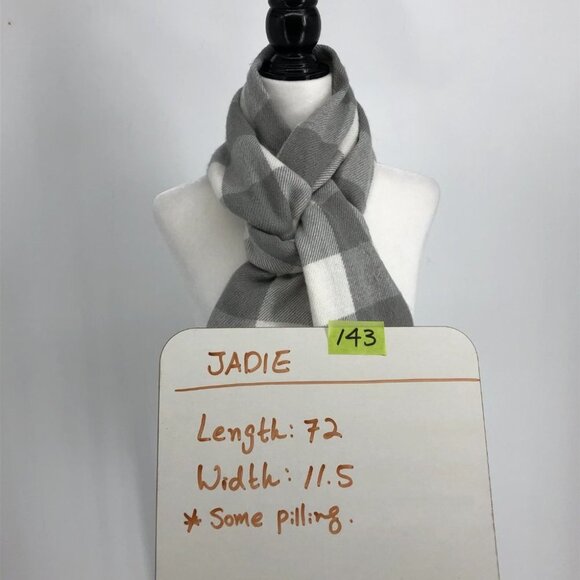 143
JADIE
Length: 72
Width: 11.5
* Some pilling.